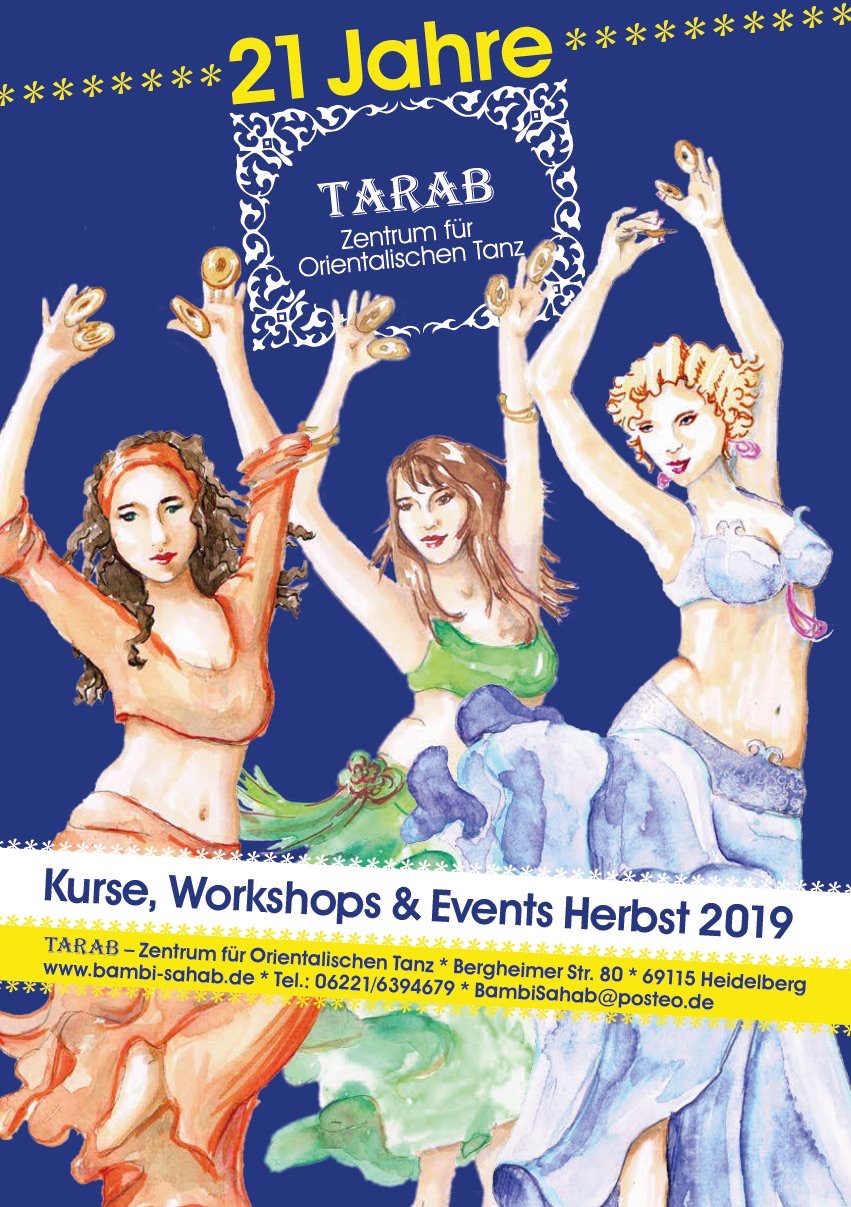 21 Jahre
TARAB
Zentrum für
Orientalischen Tanz
Kurse, Workshops & Events Herbst 2019
TARAB – Zentrum für Orientalischen Tanz * Bergheimer Str. 80 * 69115 Heidelberg
www.bambi-sahab.de * Tel.: 06221/6394679 * BambiSahab@posteo.de